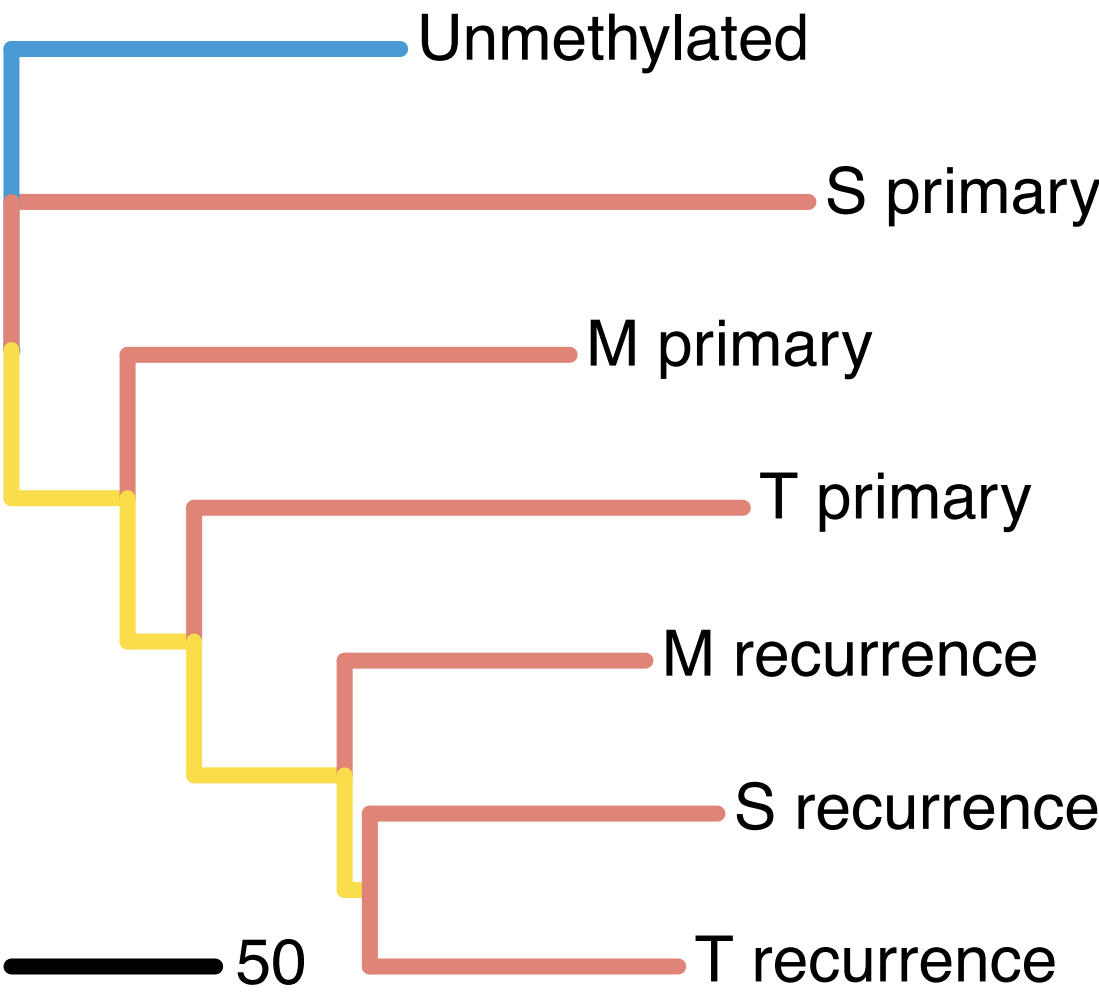 Unmethylated
S primary
M primary
T primary
M recurrence
S recurrence
T recurrence
50